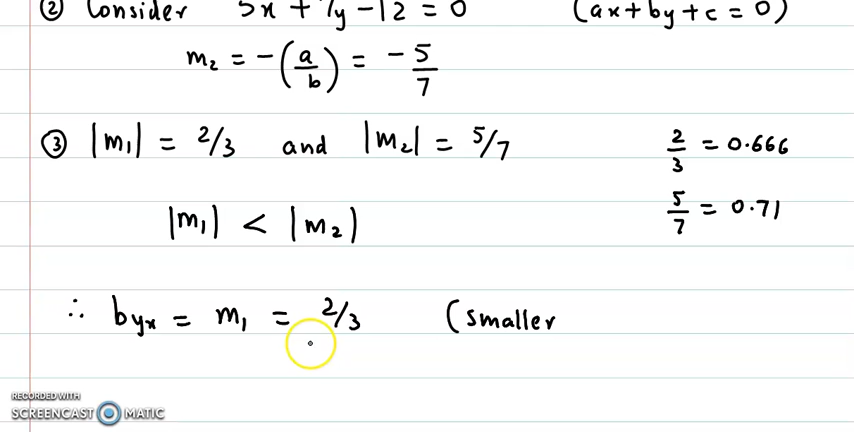 ② Consider 5x + 7y - 12 = 0 (ax + by + c = 0)
m₂ = -(a/b) = -5/7
③ |m₁| = 2/3 and |m₂| = 5/7
2/3 = 0.666
5/7 = 0.71
|m₁| < |m₂|
∴ byx = m₁ = 2/3 (smaller
RECORDED WITH
SCREENCAST MATIC